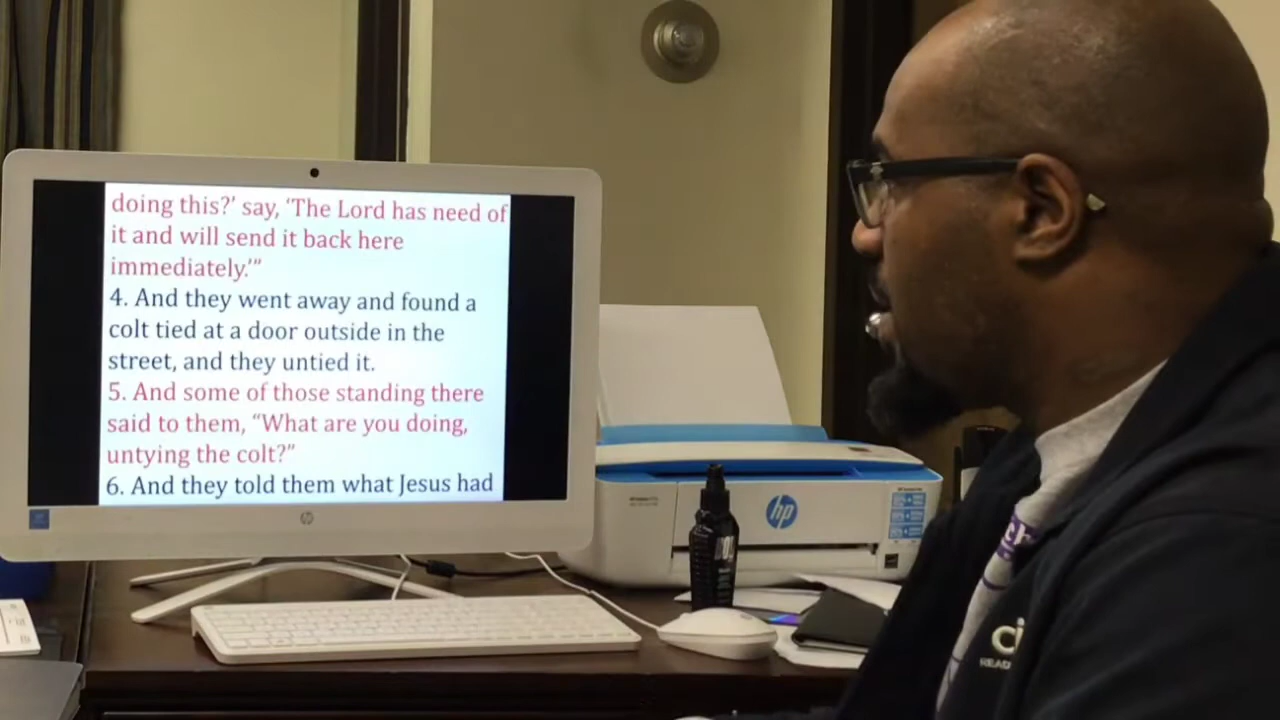 doing this?' say, 'The Lord has need of
it and will send it back here
immediately.'”
4. And they went away and found a
colt tied at a door outside in the
street, and they untied it.
5. And some of those standing there
said to them, “What are you doing,
untying the colt?”
6. And they told them what Jesus had
hp
hp
ci
READ